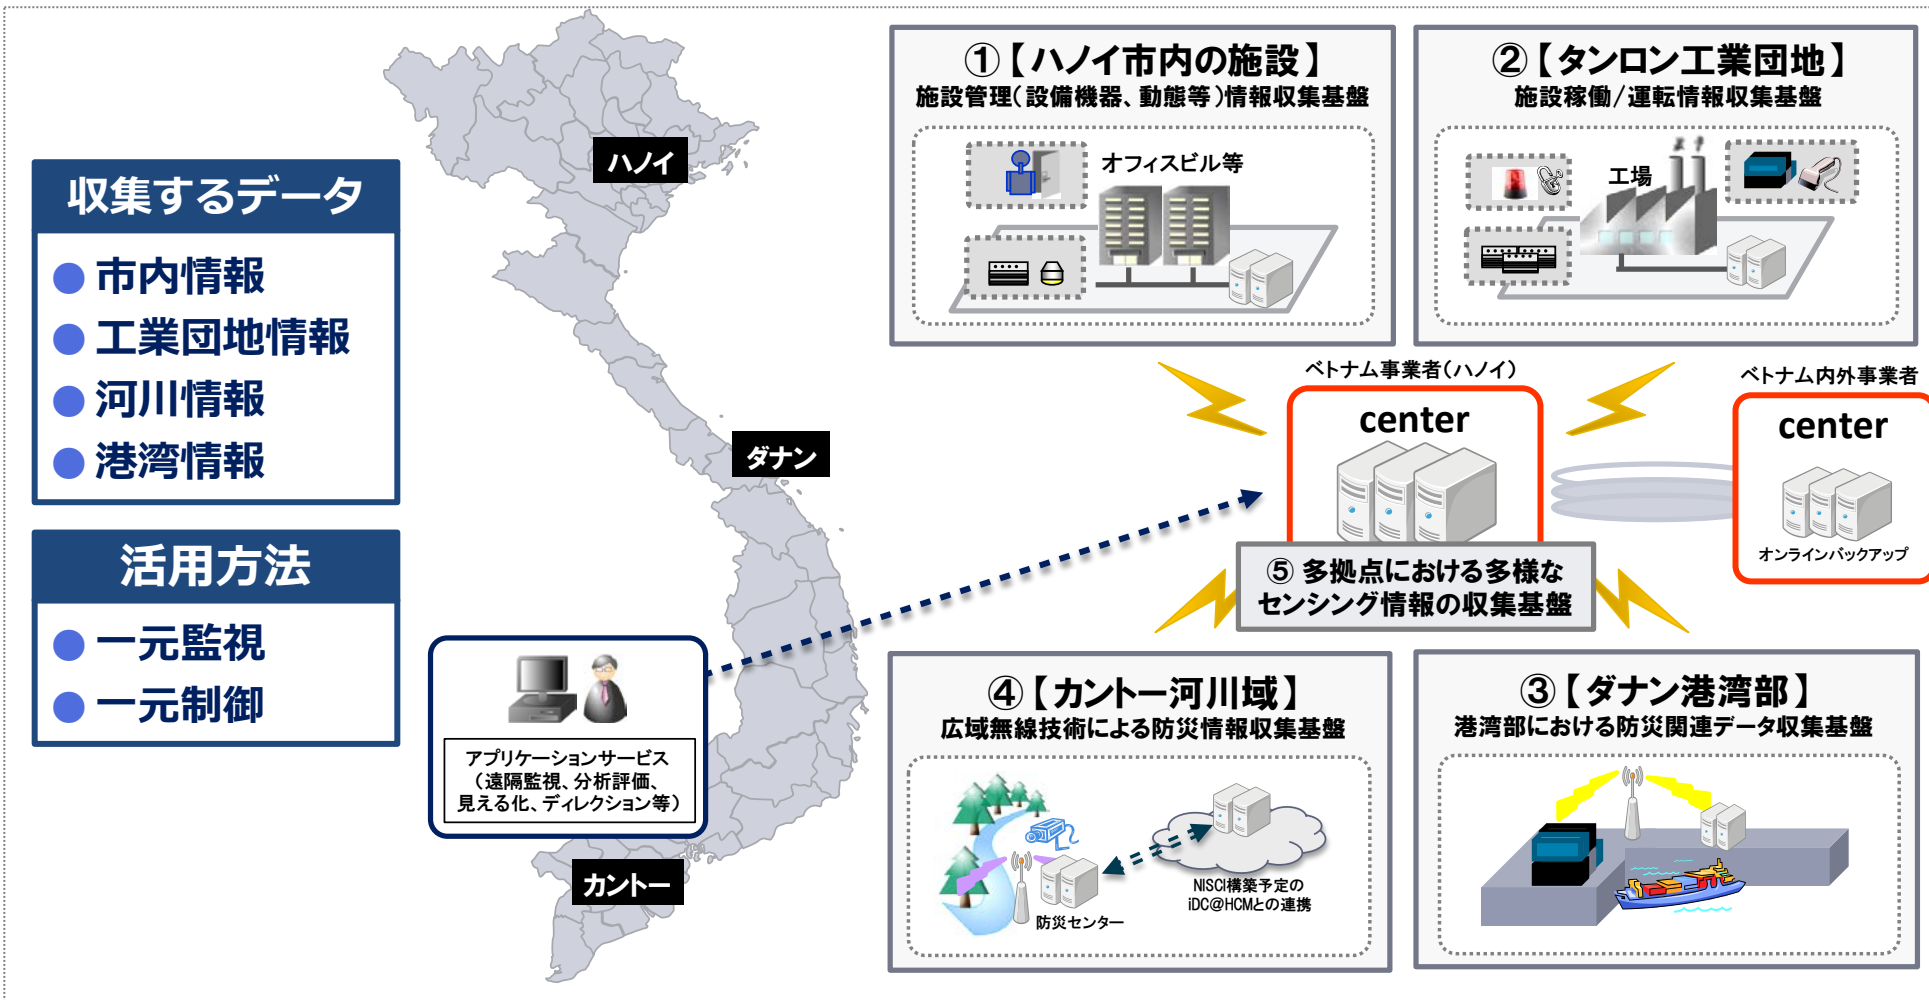 収集するデータ
● 市内情報
● 工業団地情報
● 河川情報
● 港湾情報
活用方法
● 一元監視
● 一元制御
ハノイ
ダナン
カントー
アプリケーションサービス
（遠隔監視、分析評価、
見える化、ディレクション等）
①【ハノイ市内の施設】
施設管理（設備機器、動態等）情報収集基盤
オフィスビル等
②【タンロン工業団地】
施設稼働/運転情報収集基盤
工場
ベトナム事業者（ハノイ）
center
ベトナム内外事業者
center
オンラインバックアップ
⑤ 多拠点における多様な
センシング情報の収集基盤
④【カントー河川域】
広域無線技術による防災情報収集基盤
防災センター
NISCI構築予定の
iDC@HCMとの連携
③【ダナン港湾部】
港湾部における防災関連データ収集基盤